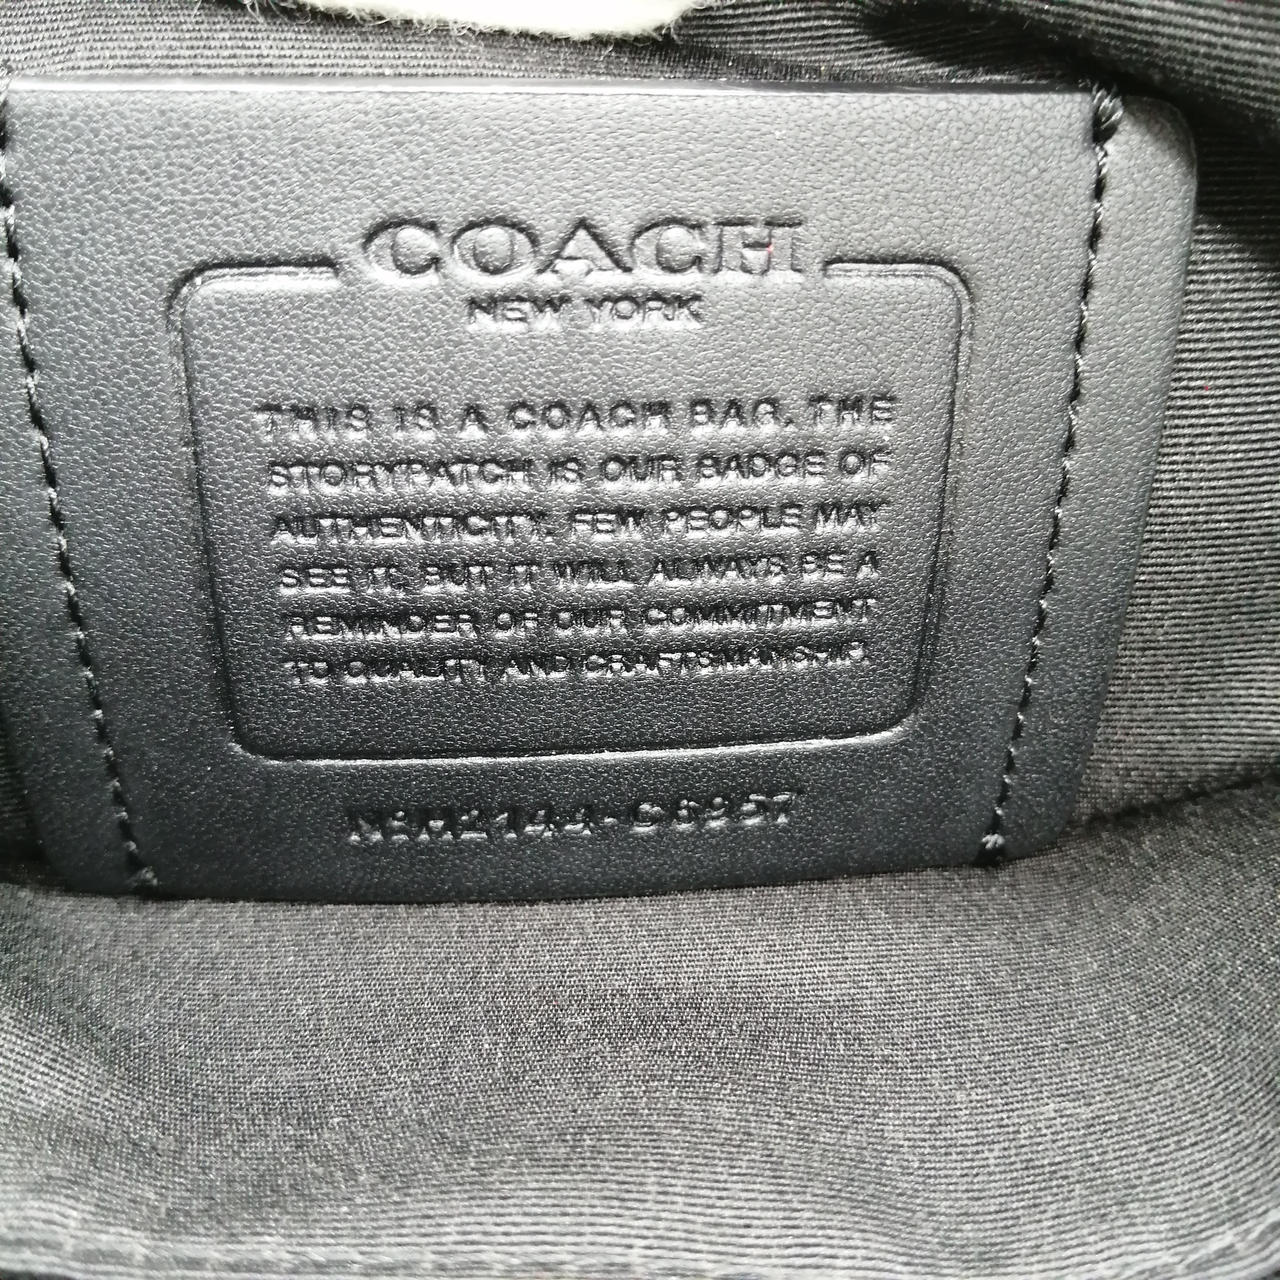 COACH
NEW YORK
THIS IS A COACH BAG. THE
STORYPATCH IS OUR BADGE OF
AUTHENTICITY. FEW PEOPLE MAY
SEE IT, BUT IT WILL ALWAYS BE A
REMINDER OF OUR COMMITMENT
TO QUALITY AND CRAFTSMANSHIP.